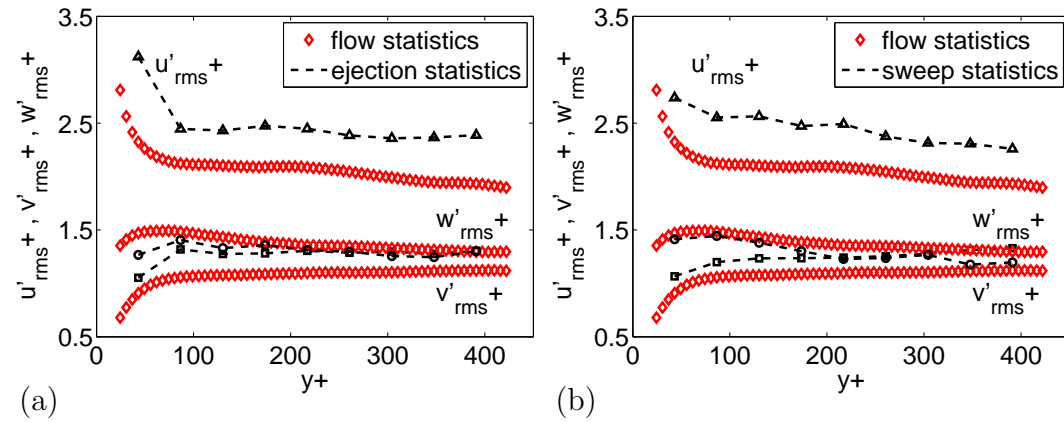 3.5
2.5
1.5
0.5
0
100
200
300
400
y+
u'rms+ , v'rms+ , w'rms+
flow statistics
ejection statistics
u'rms+
w'rms+
v'rms+
(a)
3.5
2.5
1.5
0.5
0
100
200
300
400
y+
u'rms+ , v'rms+ , w'rms+
flow statistics
sweep statistics
u'rms+
w'rms+
v'rms+
(b)